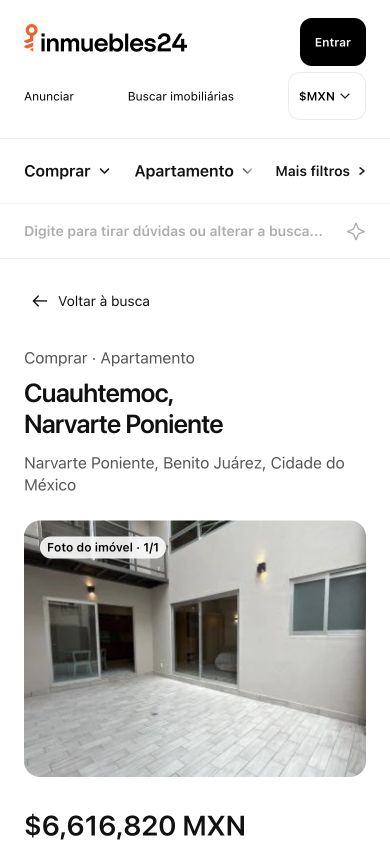 inmuebles24
Entrar
Anunciar
Buscar imobiliárias
$MXN
Comprar
Apartamento
Mais filtros
Digite para tirar dúvidas ou alterar a busca...
Voltar à busca
Comprar · Apartamento
Cuauhtemoc,
Narvarte Poniente
Narvarte Poniente, Benito Juárez, Cidade do
México
Foto do imóvel · 1/1
$6,616,820 MXN